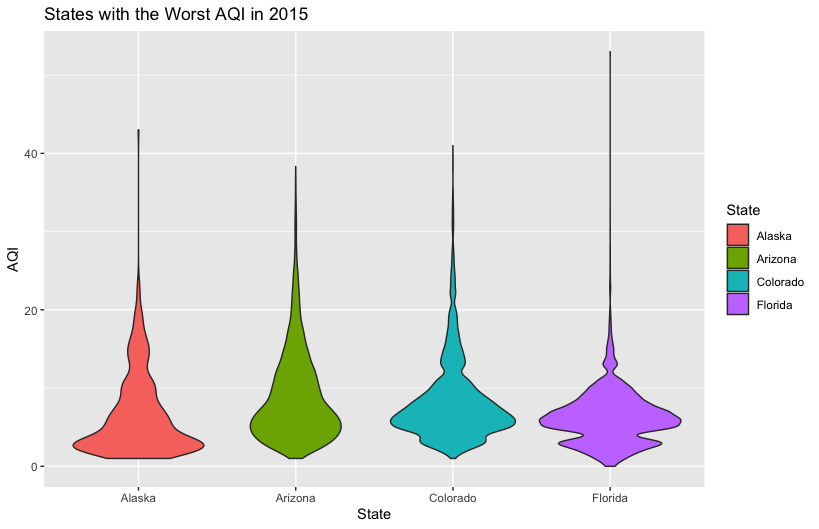 States with the Worst AQI in 2015
AQI
40
20
0
Alaska
Arizona
Colorado
Florida
State
State
Alaska
Arizona
Colorado
Florida